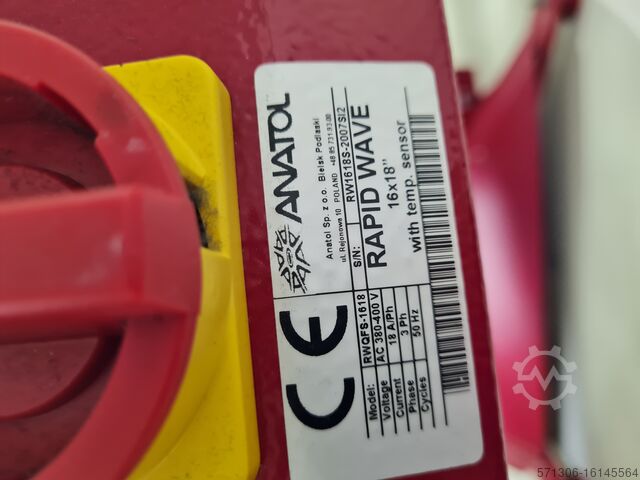 ANATOL
Anatol Sp. z o.o. Bielsk Podlaski
ul. Rejonowa 10 POLAND +48 85 731-93-00
S/N: RW1618S-2007SI2
RAPID WAVE
16x18"
with temp. sensor
CE
Model: RWQFS-1618
Voltage AC 380-400 V
Current 18 A/Ph
Phase 3 Ph
Cycles 50 Hz
571306-16145564